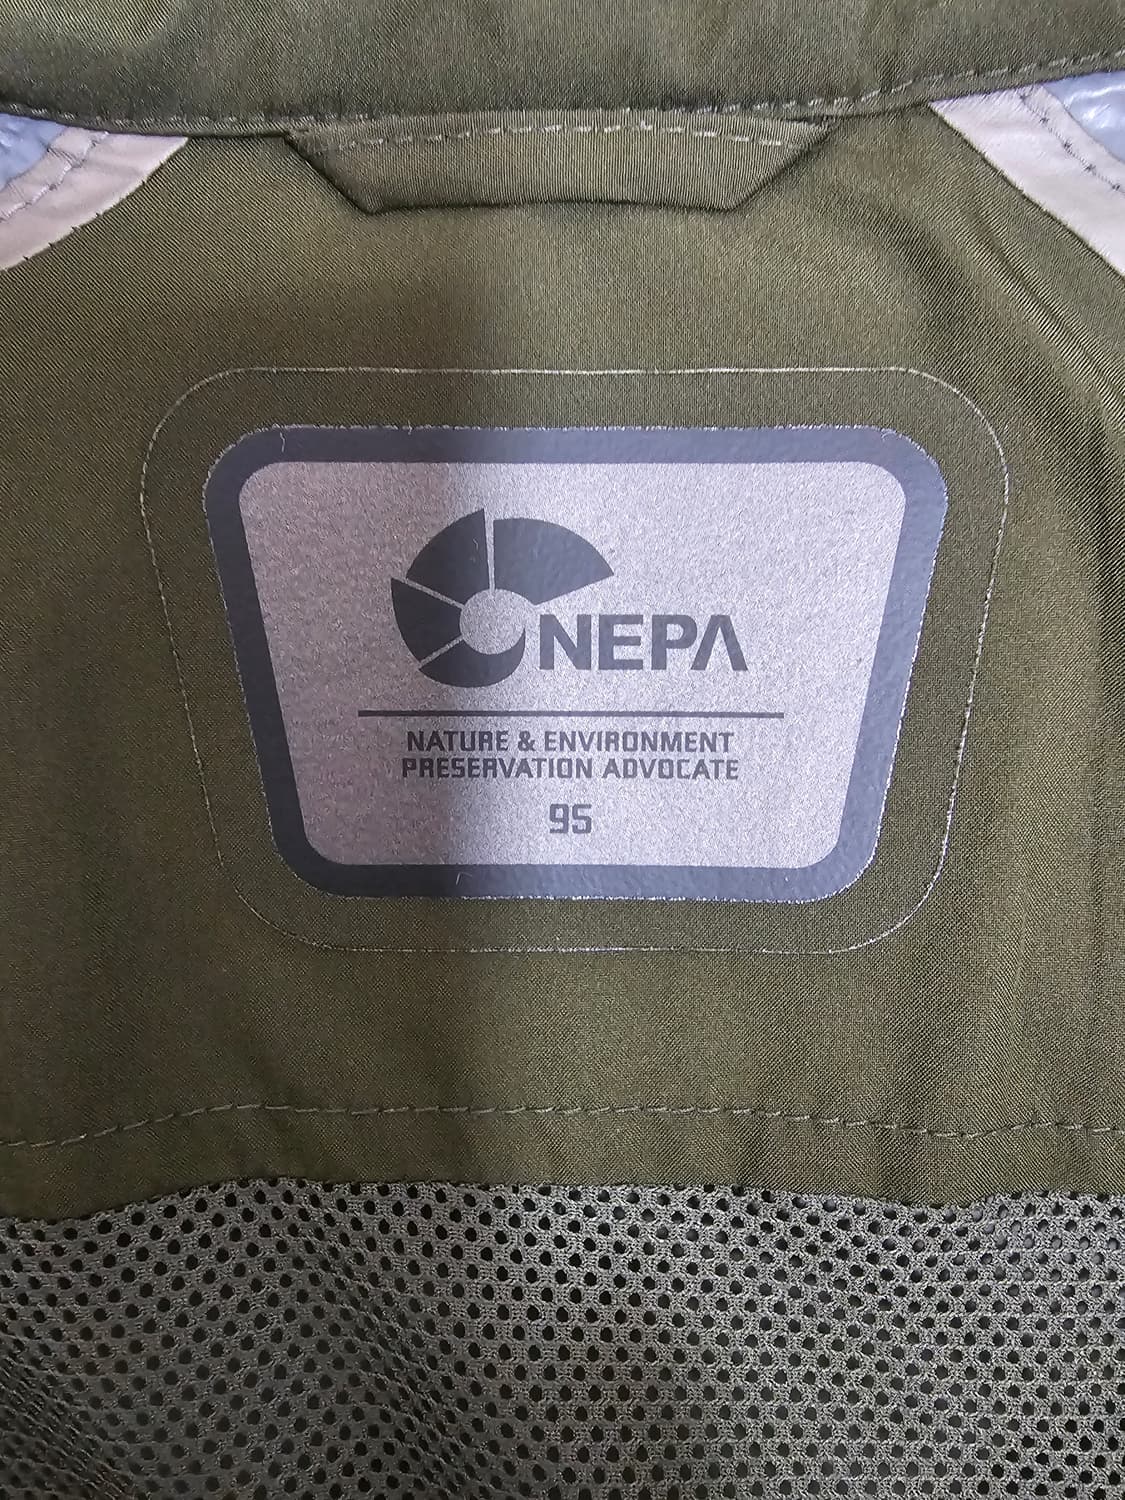 NEPA
NATURE & ENVIRONMENT
PRESERVATION ADVOCATE
95